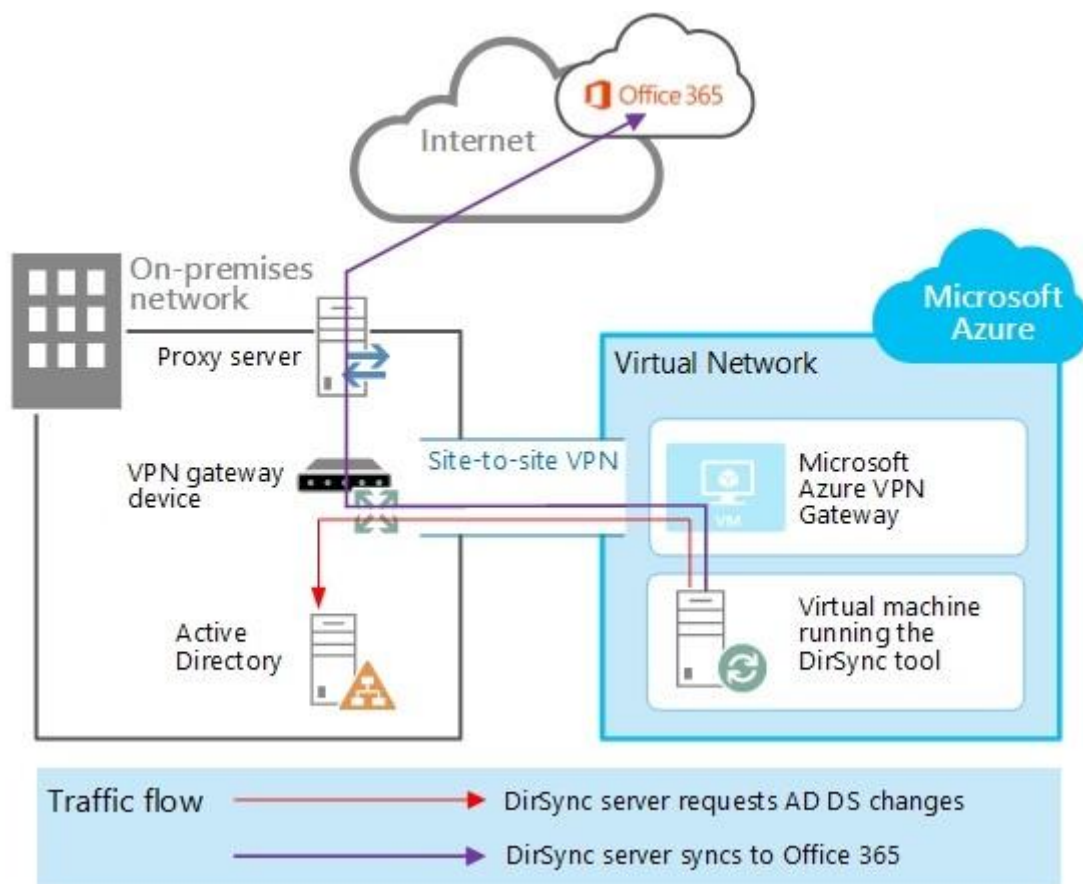 Office 365
Internet
On-premises
network
Proxy server
Microsoft
Azure
Virtual Network
VPN gateway
device
Site-to-site VPN
VM
Microsoft
Azure VPN
Gateway
Active
Directory
Virtual machine
running the
DirSync tool
Traffic flow
DirSync server requests AD DS changes
DirSync server syncs to Office 365